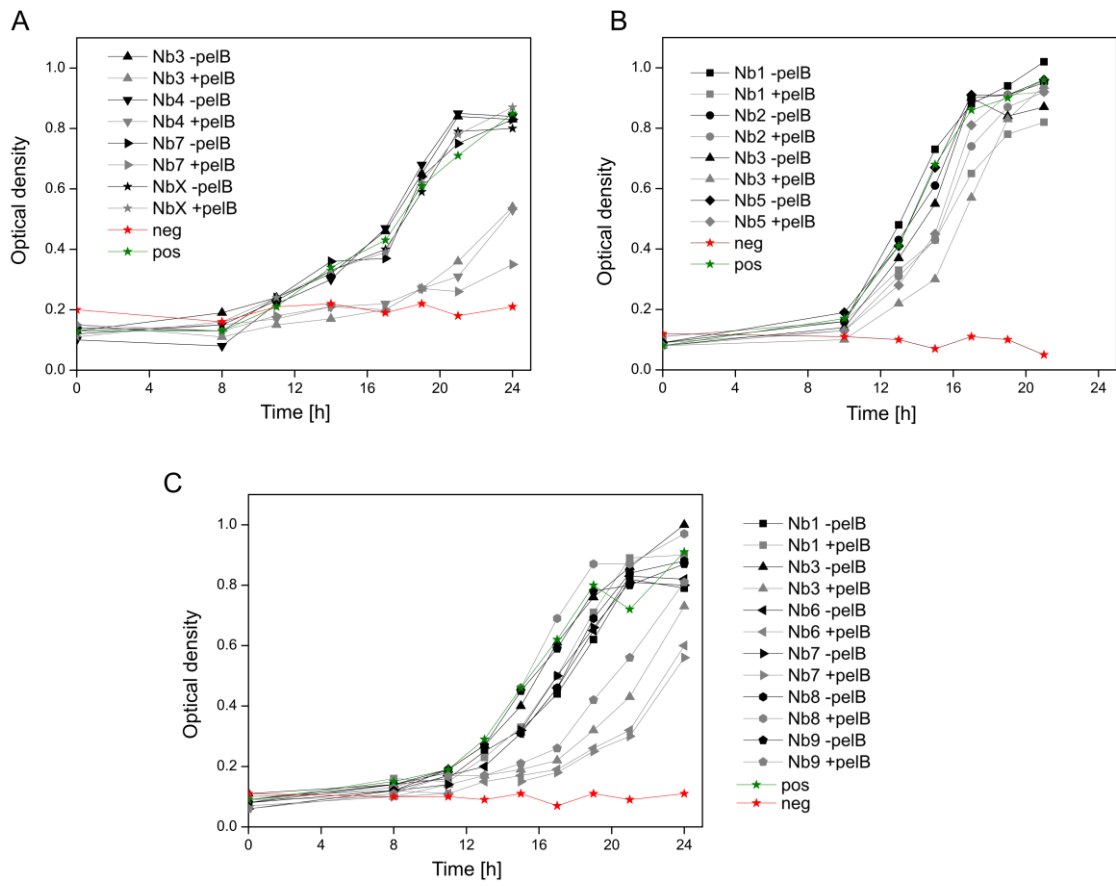 A
Optical density
1.0
0.8
0.6
0.4
0.2
0.0
Nb3 -pelB
Nb3 +pelB
Nb4 -pelB
Nb4 +pelB
Nb7 -pelB
Nb7 +pelB
NbX -pelB
NbX +pelB
neg
pos
0 4 8 12 16 20 24
Time [h]
B
Optical density
1.0
0.8
0.6
0.4
0.2
0.0
Nb1 -pelB
Nb1 +pelB
Nb2 -pelB
Nb2 +pelB
Nb3 -pelB
Nb3 +pelB
Nb5 -pelB
Nb5 +pelB
neg
pos
0 4 8 12 16 20 24
Time [h]
C
Optical density
1.0
0.8
0.6
0.4
0.2
0.0
0 4 8 12 16 20 24
Time [h]
Nb1 -pelB
Nb1 +pelB
Nb3 -pelB
Nb3 +pelB
Nb6 -pelB
Nb6 +pelB
Nb7 -pelB
Nb7 +pelB
Nb8 -pelB
Nb8 +pelB
Nb9 -pelB
Nb9 +pelB
pos
neg